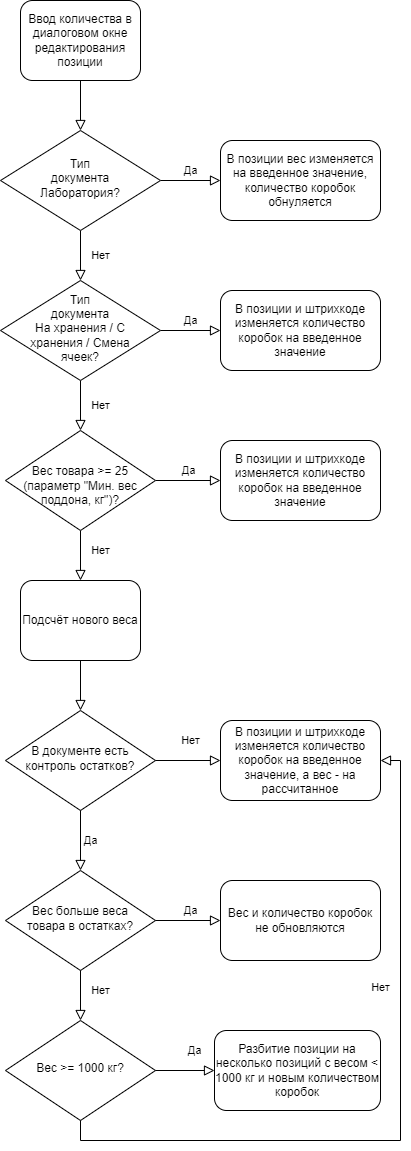 Ввод количества в
диалоговом окне
редактирования
позиции
Тип
документа
Лаборатория?
Да
В позиции вес изменяется
на введенное значение,
количество коробок
обнуляется
Нет
Тип
документа
На хранения / С
хранения / Смена
ячеек?
Да
В позиции и штрихкоде
изменяется количество
коробок на введенное
значение
Нет
Вес товара >= 25
(параметр "Мин. вес
поддона, кг")?
Да
В позиции и штрихкоде
изменяется количество
коробок на введенное
значение
Нет
Подсчёт нового веса
В документе есть
контроль остатков?
Нет
В позиции и штрихкоде
изменяется количество
коробок на введенное
значение, а вес - на
рассчитанное
Да
Вес больше веса
товара в остатках?
Да
Вес и количество коробок
не обновляются
Нет
Нет
Вес >= 1000 кг?
Да
Разбитие позиции на
несколько позиций с весом <
1000 кг и новым количеством
коробок